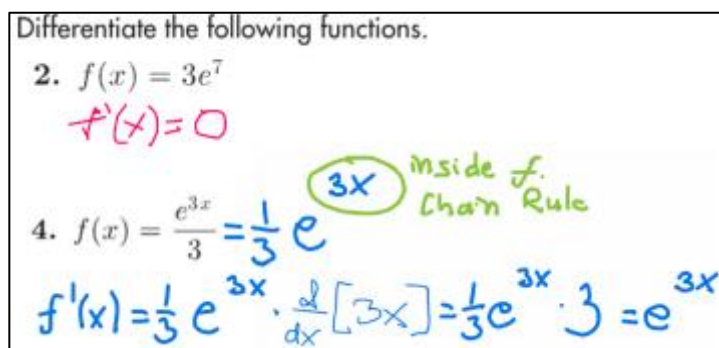 Differentiate the following functions.
2. f(x) = 3e^7
f'(x) = 0
4. f(x) = e^{3x}/3 = 1/3 e^{3x}
inside f.
Chain Rule
f'(x) = 1/3 e^{3x} · d/dx [3x] = 1/3 e^{3x} · 3 = e^{3x}